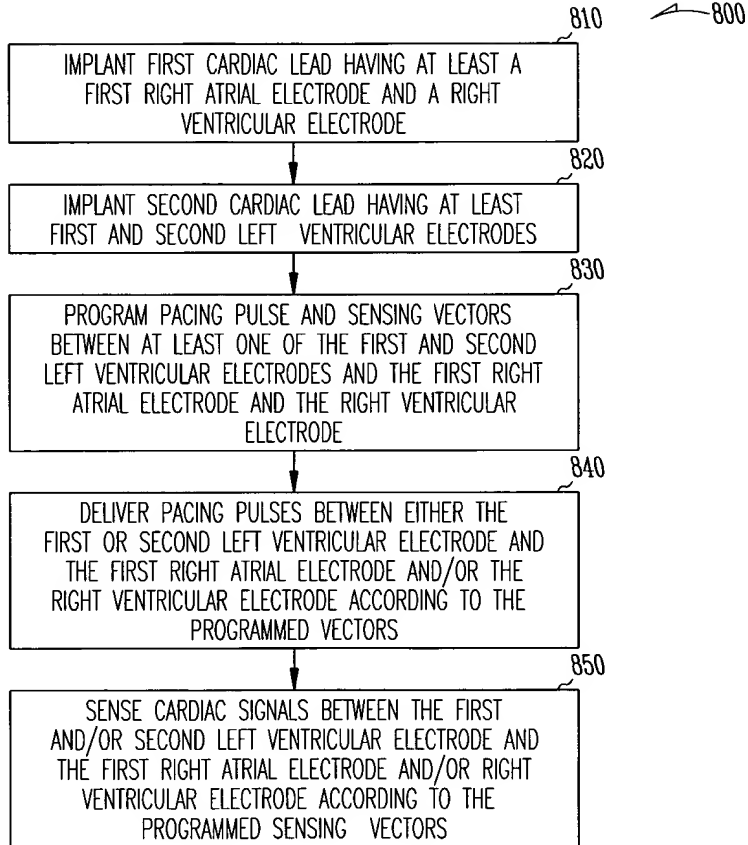 800
810
IMPLANT FIRST CARDIAC LEAD HAVING AT LEAST A
FIRST RIGHT ATRIAL ELECTRODE AND A RIGHT
VENTRICULAR ELECTRODE
820
IMPLANT SECOND CARDIAC LEAD HAVING AT LEAST
FIRST AND SECOND LEFT VENTRICULAR ELECTRODES
830
PROGRAM PACING PULSE AND SENSING VECTORS
BETWEEN AT LEAST ONE OF THE FIRST AND SECOND
LEFT VENTRICULAR ELECTRODES AND THE FIRST RIGHT
ATRIAL ELECTRODE AND THE RIGHT VENTRICULAR
ELECTRODE
840
DELIVER PACING PULSES BETWEEN EITHER THE
FIRST OR SECOND LEFT VENTRICULAR ELECTRODE AND
THE FIRST RIGHT ATRIAL ELECTRODE AND/OR THE
RIGHT VENTRICULAR ELECTRODE ACCORDING TO THE
PROGRAMMED VECTORS
850
SENSE CARDIAC SIGNALS BETWEEN THE FIRST
AND/OR SECOND LEFT VENTRICULAR ELECTRODE AND
THE FIRST RIGHT ATRIAL ELECTRODE AND/OR RIGHT
VENTRICULAR ELECTRODE ACCORDING TO THE
PROGRAMMED SENSING VECTORS